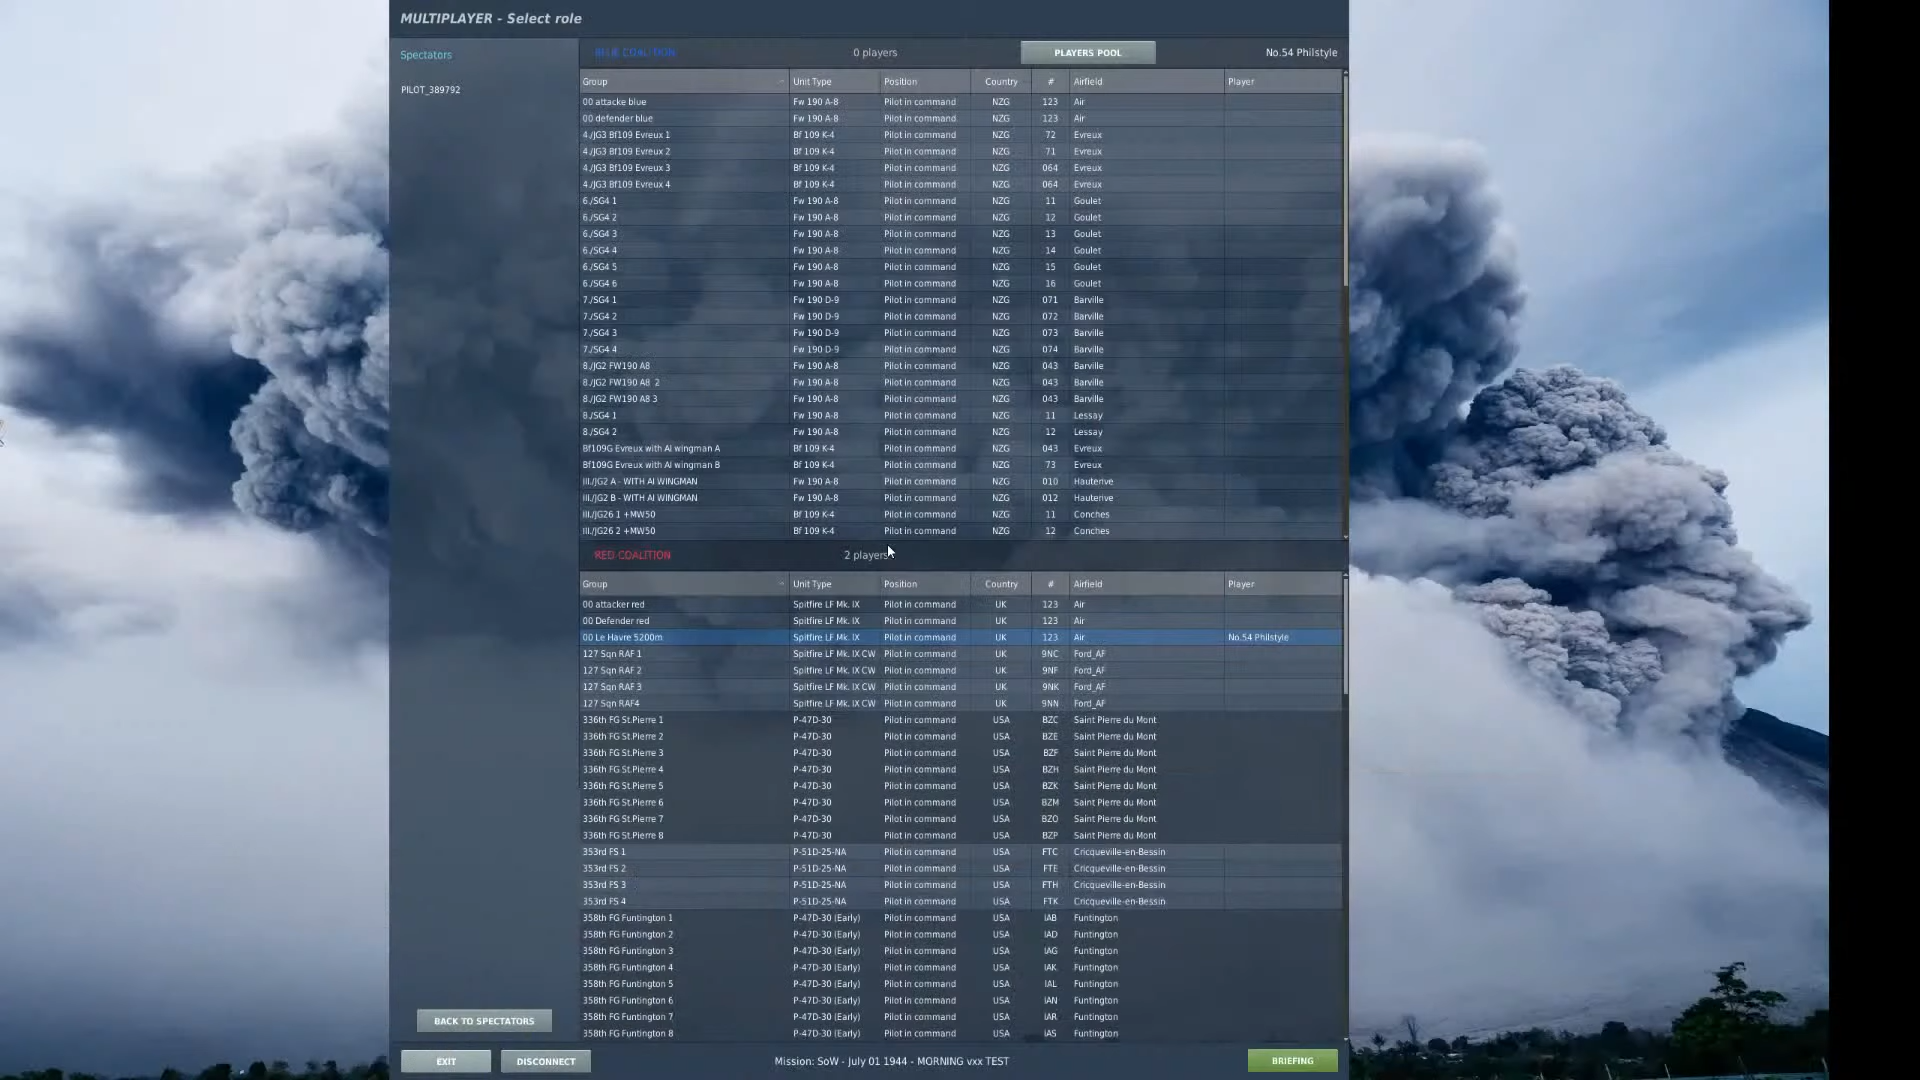 MULTIPLAYER - Select role
Spectators
PILOT_389792
BLUE COALITION 0 players PLAYERS POOL No.54 Philstyle
Group Unit Type Position Country # Airfield Player
00 attacke blue Fw 190 A-8 Pilot in command NZG 123 Air
00 defender blue Fw 190 A-8 Pilot in command NZG 123 Air
4./JG3 Bf109 Evreux 1 Bf 109 K-4 Pilot in command NZG 72 Evreux
4./JG3 Bf109 Evreux 2 Bf 109 K-4 Pilot in command NZG 71 Evreux
4./JG3 Bf109 Evreux 3 Bf 109 K-4 Pilot in command NZG 064 Evreux
4./JG3 Bf109 Evreux 4 Bf 109 K-4 Pilot in command NZG 064 Evreux
6./SG4 1 Fw 190 A-8 Pilot in command NZG 11 Goulet
6./SG4 2 Fw 190 A-8 Pilot in command NZG 12 Goulet
6./SG4 3 Fw 190 A-8 Pilot in command NZG 13 Goulet
6./SG4 4 Fw 190 A-8 Pilot in command NZG 14 Goulet
6./SG4 5 Fw 190 A-8 Pilot in command NZG 15 Goulet
6./SG4 6 Fw 190 A-8 Pilot in command NZG 16 Goulet
7./SG4 1 Fw 190 D-9 Pilot in command NZG 071 Barville
7./SG4 2 Fw 190 D-9 Pilot in command NZG 072 Barville
7./SG4 3 Fw 190 D-9 Pilot in command NZG 073 Barville
7./SG4 4 Fw 190 D-9 Pilot in command NZG 074 Barville
8./JG2 FW190 A8 Fw 190 A-8 Pilot in command NZG 043 Barville
8./JG2 FW190 A8 2 Fw 190 A-8 Pilot in command NZG 043 Barville
8./JG2 FW190 A8 3 Fw 190 A-8 Pilot in command NZG 043 Barville
8./SG4 1 Fw 190 A-8 Pilot in command NZG 11 Lessay
8./SG4 2 Fw 190 A-8 Pilot in command NZG 12 Lessay
Bf109G Evreux with AI wingman A Bf 109 K-4 Pilot in command NZG 043 Evreux
Bf109G Evreux with AI wingman B Bf 109 K-4 Pilot in command NZG 73 Evreux
III./JG2 A - WITH AI WINGMAN Fw 190 A-8 Pilot in command NZG 010 Hauterive
III./JG2 B - WITH AI WINGMAN Fw 190 A-8 Pilot in command NZG 012 Hauterive
III./JG26 1 +MW50 Bf 109 K-4 Pilot in command NZG 11 Conches
III./JG26 2 +MW50 Bf 109 K-4 Pilot in command NZG 12 Conches
RED COALITION 2 players
Group Unit Type Position Country # Airfield Player
00 attacker red Spitfire LF Mk. IX Pilot in command UK 123 Air
00 Defender red Spitfire LF Mk. IX Pilot in command UK 123 Air
00 Le Havre 5200m Spitfire LF Mk. IX Pilot in command UK 123 Air No.54 Philstyle
127 Sqn RAF 1 Spitfire LF Mk. IX CW Pilot in command UK 9NC Ford_AF
127 Sqn RAF 2 Spitfire LF Mk. IX CW Pilot in command UK 9NF Ford_AF
127 Sqn RAF 3 Spitfire LF Mk. IX CW Pilot in command UK 9NK Ford_AF
127 Sqn RAF4 Spitfire LF Mk. IX CW Pilot in command UK 9NN Ford_AF
336th FG St.Pierre 1 P-47D-30 Pilot in command USA BZC Saint Pierre du Mont
336th FG St.Pierre 2 P-47D-30 Pilot in command USA BZE Saint Pierre du Mont
336th FG St.Pierre 3 P-47D-30 Pilot in command USA BZF Saint Pierre du Mont
336th FG St.Pierre 4 P-47D-30 Pilot in command USA BZH Saint Pierre du Mont
336th FG St.Pierre 5 P-47D-30 Pilot in command USA BZK Saint Pierre du Mont
336th FG St.Pierre 6 P-47D-30 Pilot in command USA BZM Saint Pierre du Mont
336th FG St.Pierre 7 P-47D-30 Pilot in command USA BZO Saint Pierre du Mont
336th FG St.Pierre 8 P-47D-30 Pilot in command USA BZP Saint Pierre du Mont
353rd FS 1 P-51D-25-NA Pilot in command USA FTC Cricqueville-en-Bessin
353rd FS 2 P-51D-25-NA Pilot in command USA FTE Cricqueville-en-Bessin
353rd FS 3 P-51D-25-NA Pilot in command USA FTH Cricqueville-en-Bessin
353rd FS 4 P-51D-25-NA Pilot in command USA FTK Cricqueville-en-Bessin
358th FG Funtington 1 P-47D-30 (Early) Pilot in command USA IAB Funtington
358th FG Funtington 2 P-47D-30 (Early) Pilot in command USA IAD Funtington
358th FG Funtington 3 P-47D-30 (Early) Pilot in command USA IAG Funtington
358th FG Funtington 4 P-47D-30 (Early) Pilot in command USA IAK Funtington
358th FG Funtington 5 P-47D-30 (Early) Pilot in command USA IAL Funtington
358th FG Funtington 6 P-47D-30 (Early) Pilot in command USA IAN Funtington
358th FG Funtington 7 P-47D-30 (Early) Pilot in command USA IAR Funtington
358th FG Funtington 8 P-47D-30 (Early) Pilot in command USA IAS Funtington
BACK TO SPECTATORS
EXIT DISCONNECT Mission: SoW - July 01 1944 - MORNING vxx TEST BRIEFING